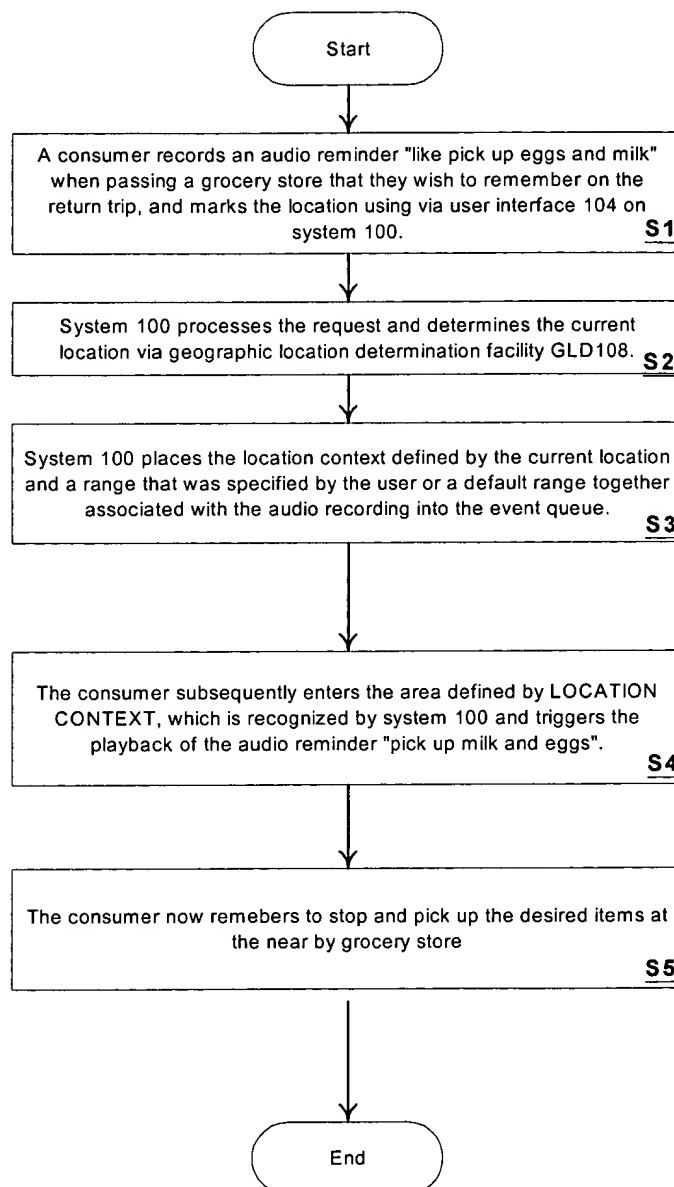 Start
A consumer records an audio reminder "like pick up eggs and milk"
when passing a grocery store that they wish to remember on the
return trip, and marks the location using via user interface 104 on
system 100.
S1
System 100 processes the request and determines the current
location via geographic location determination facility GLD108.
S2
System 100 places the location context defined by the current location
and a range that was specified by the user or a default range together
associated with the audio recording into the event queue.
S3
The consumer subsequently enters the area defined by LOCATION
CONTEXT, which is recognized by system 100 and triggers the
playback of the audio reminder "pick up milk and eggs".
S4
The consumer now remebers to stop and pick up the desired items at
the near by grocery store
S5
End